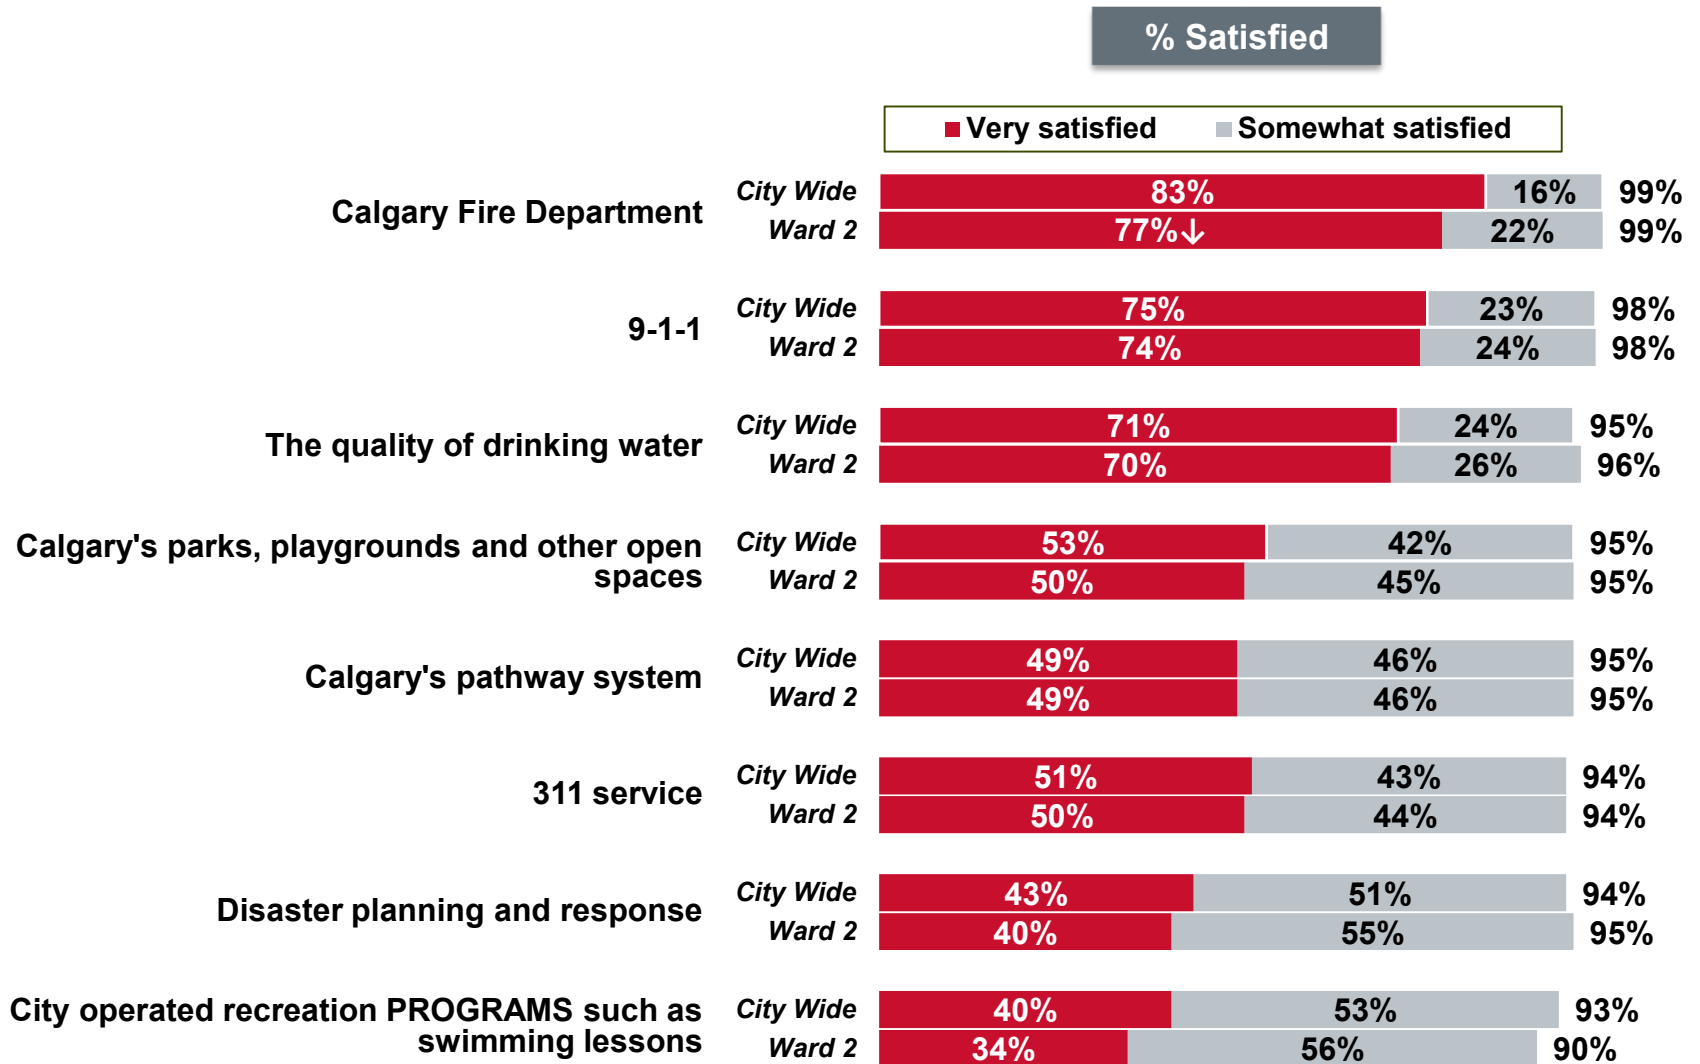 % Satisfied
Very satisfied Somewhat satisfied
Calgary Fire Department
City Wide 83% 16% 99%
Ward 2 77%↓ 22% 99%
9-1-1
City Wide 75% 23% 98%
Ward 2 74% 24% 98%
The quality of drinking water
City Wide 71% 24% 95%
Ward 2 70% 26% 96%
Calgary's parks, playgrounds and other open
spaces
City Wide 53% 42% 95%
Ward 2 50% 45% 95%
Calgary's pathway system
City Wide 49% 46% 95%
Ward 2 49% 46% 95%
311 service
City Wide 51% 43% 94%
Ward 2 50% 44% 94%
Disaster planning and response
City Wide 43% 51% 94%
Ward 2 40% 55% 95%
City operated recreation PROGRAMS such as
swimming lessons
City Wide 40% 53% 93%
Ward 2 34% 56% 90%